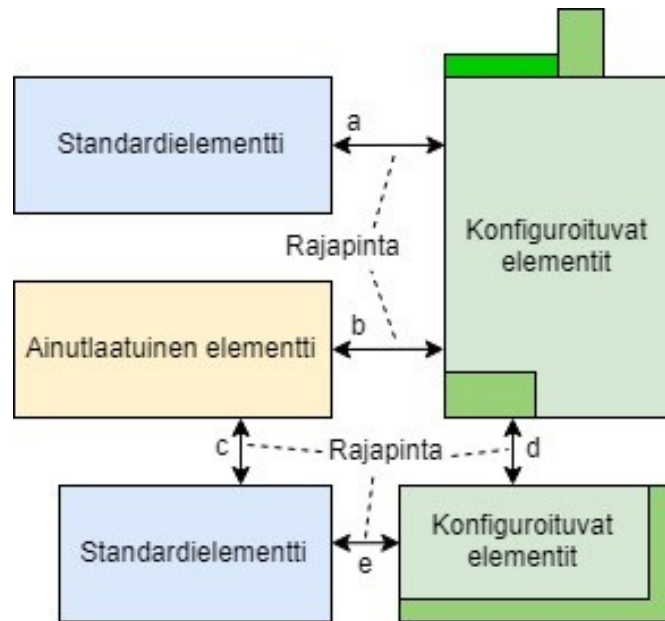 a
Standardielementti
Konfiguroituvat
elementit
Rajapinta
b
Ainutlaatuinen elementti
c
Rajapinta
d
Standardielementti
e
Konfiguroituvat
elementit